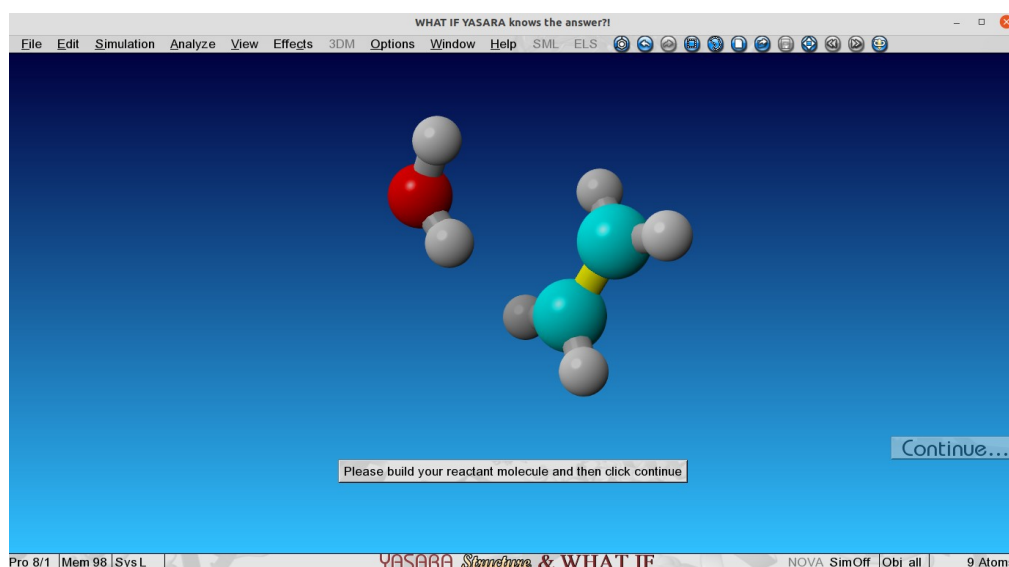 WHAT IF YASARA knows the answer?!
File Edit Simulation Analyze View Effects 3DM Options Window Help SML ELS
Continue...
Please build your reactant molecule and then click continue
Pro 8/1 Mem 98 Sys L YASARA Structure & WHAT IF NOVA SimOff Obj all 9 Atom